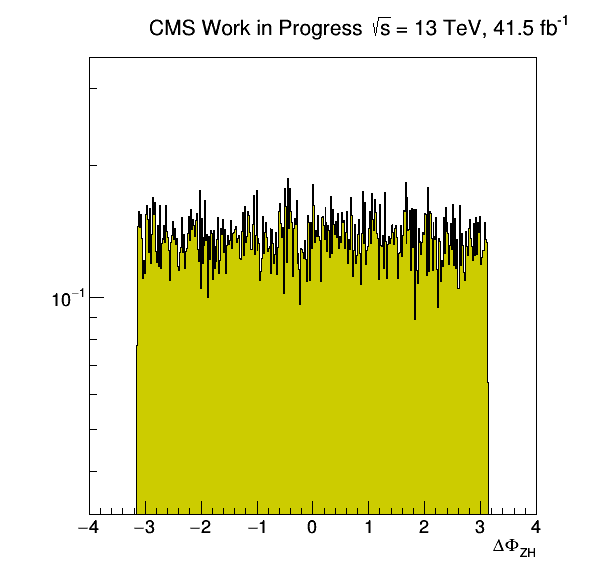 CMS Work in Progress √s = 13 TeV, 41.5 fb⁻¹
10⁻¹
−4 −3 −2 −1 0 1 2 3 4
ΔΦ_ZH